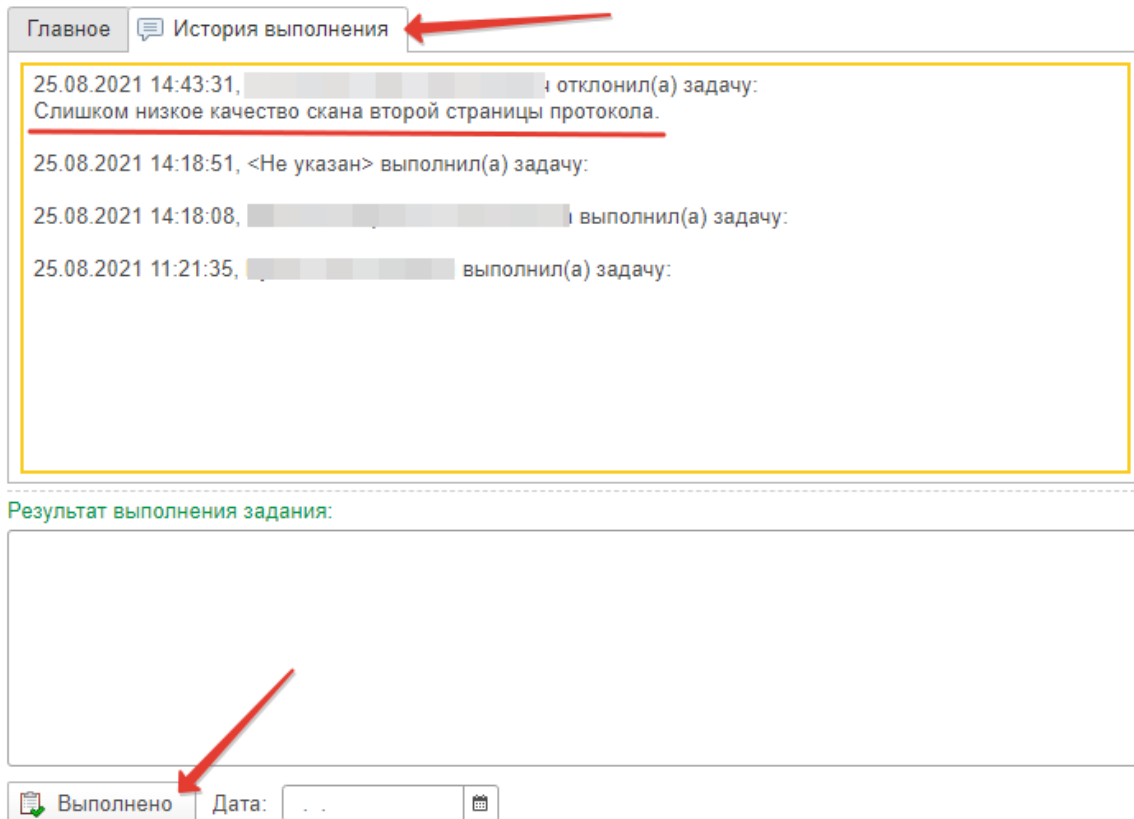 Главное История выполнения
25.08.2021 14:43:31, отклонил(а) задачу:
Слишком низкое качество скана второй страницы протокола.
25.08.2021 14:18:51, <Не указан> выполнил(а) задачу:
25.08.2021 14:18:08, выполнил(а) задачу:
25.08.2021 11:21:35, выполнил(а) задачу:
Результат выполнения задания:
Выполнено Дата: . .